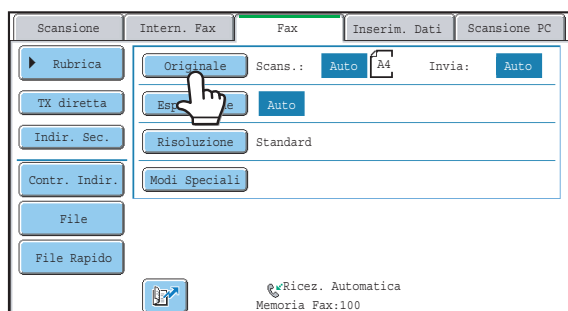 Scansione Intern. Fax Fax Inserim. Dati Scansione PC
Rubrica Originale Scans.: Auto A4 Invia: Auto
TX diretta Auto
Indir. Sec. Risoluzione Standard
Contr. Indir. Modi Speciali
File
File Rapido
Ricez. Automatica
Memoria Fax:100